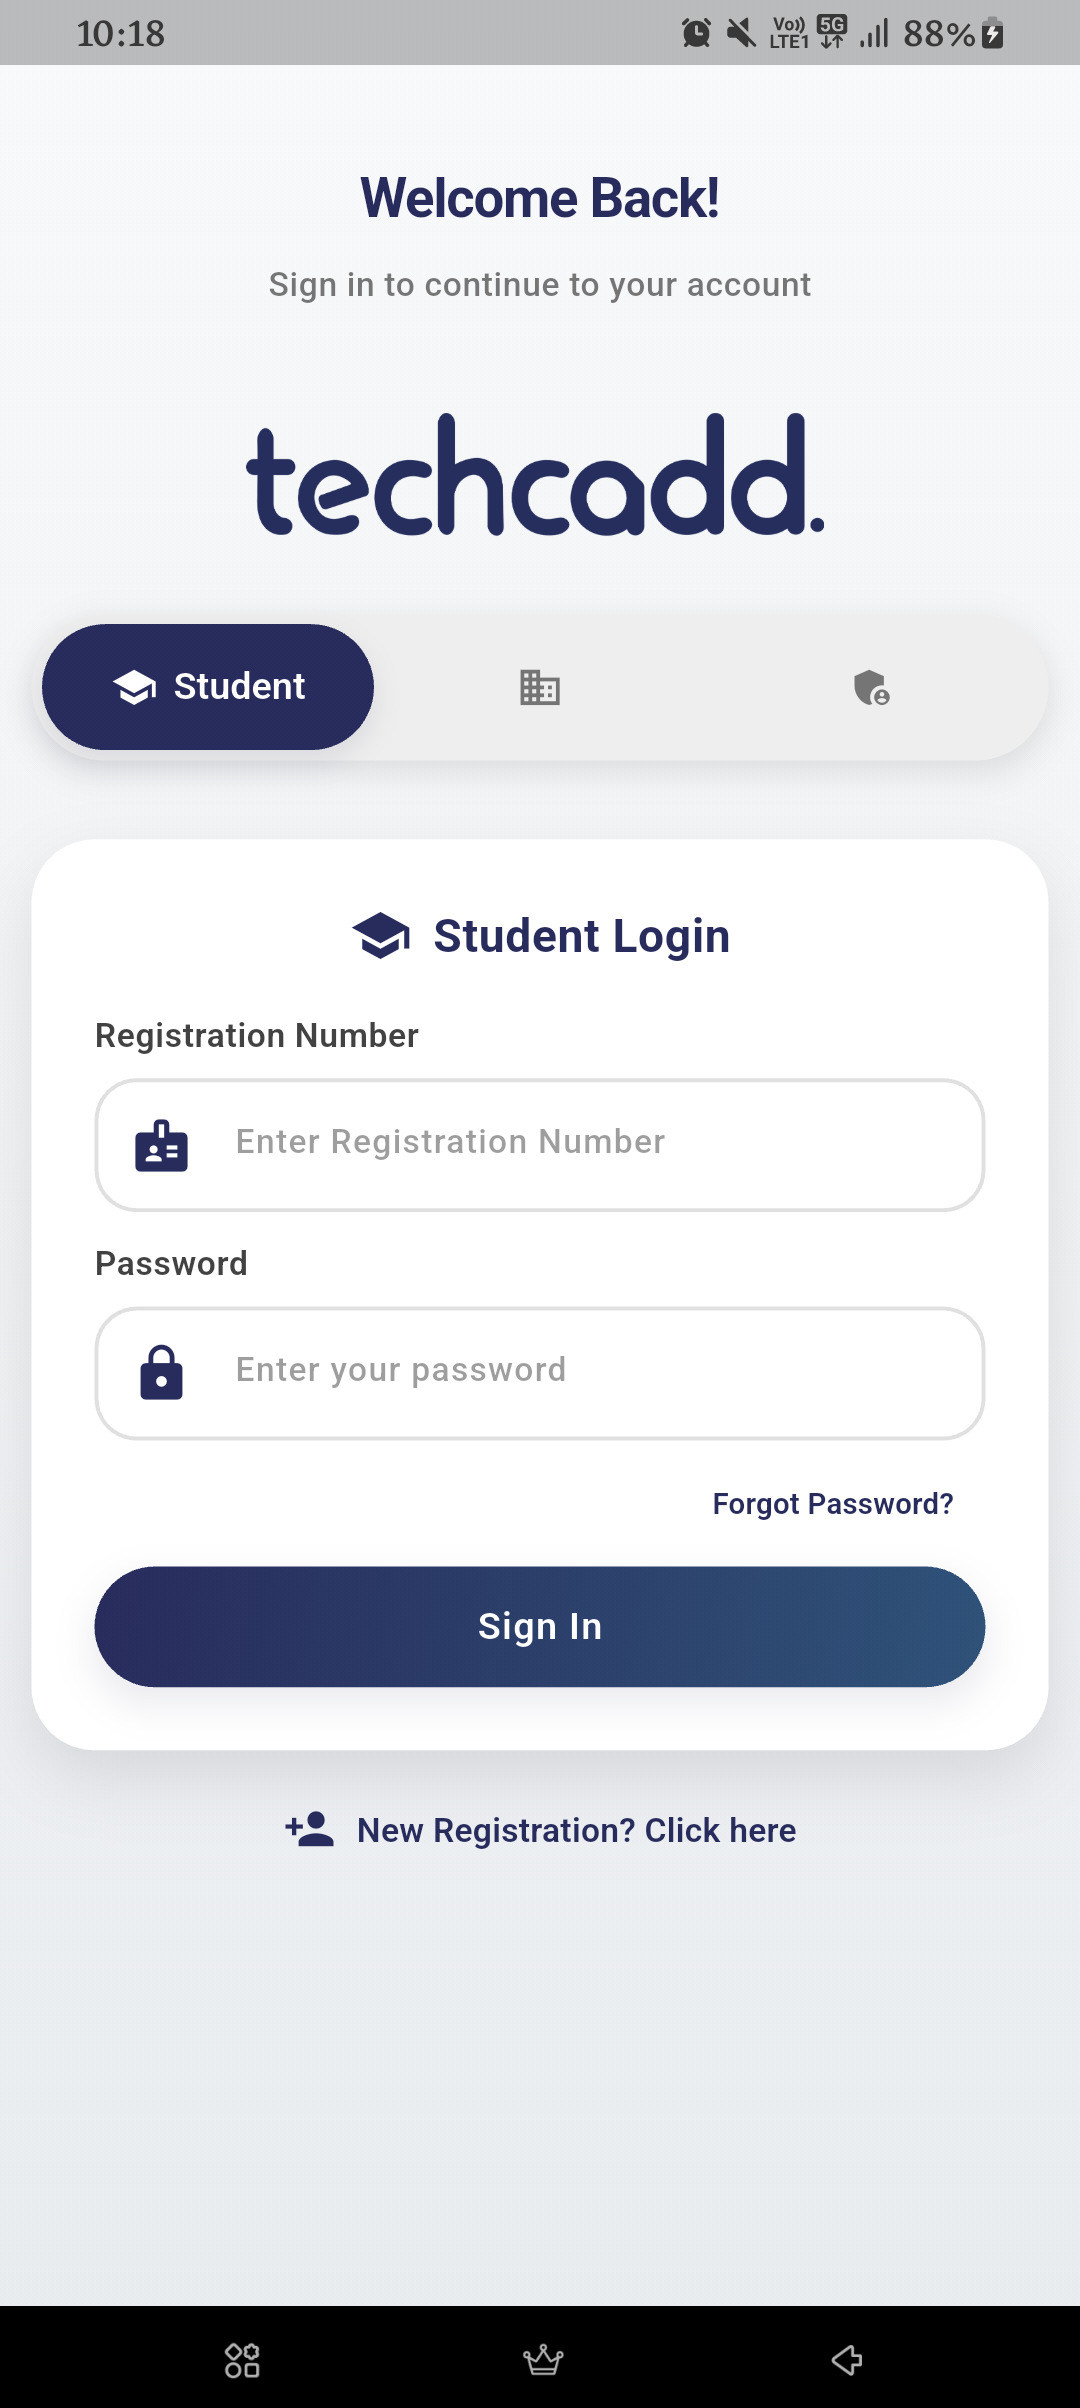 10:18
Vo)) LTE1 5G 88%
Welcome Back!
Sign in to continue to your account
techcadd.
Student
Student Login
Registration Number
Enter Registration Number
Password
Enter your password
Forgot Password?
Sign In
New Registration? Click here